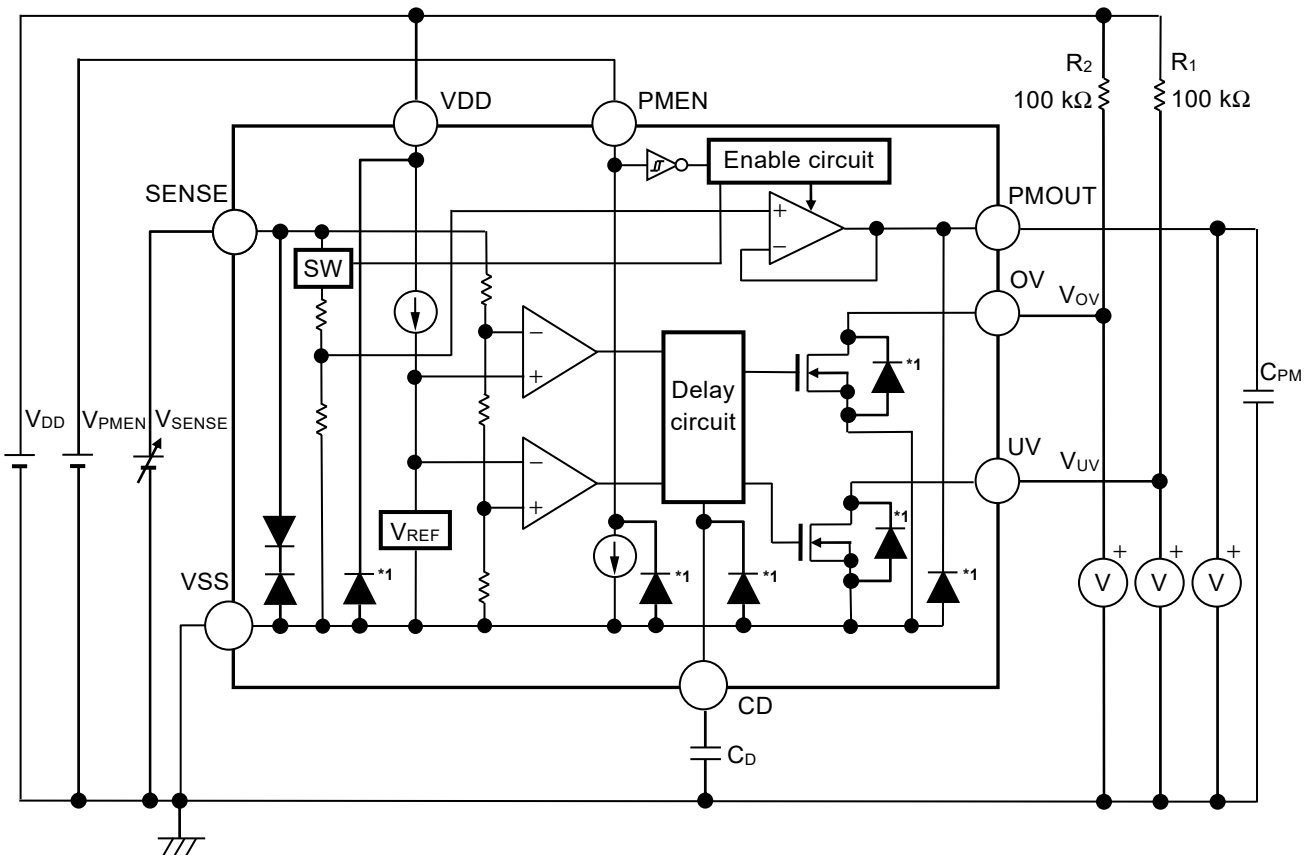 R2
100 kΩ
R1
100 kΩ
VDD
PMEN
Enable circuit
SENSE
PMOUT
+
−
SW
OV
VOV
−
+
*1
Delay
circuit
CPM
VDD
VPMEN
VSENSE
UV
VUV
−
+
*1
VREF
VSS
*1
*1
*1
*1
+
+
+
V
V
V
CD
CD